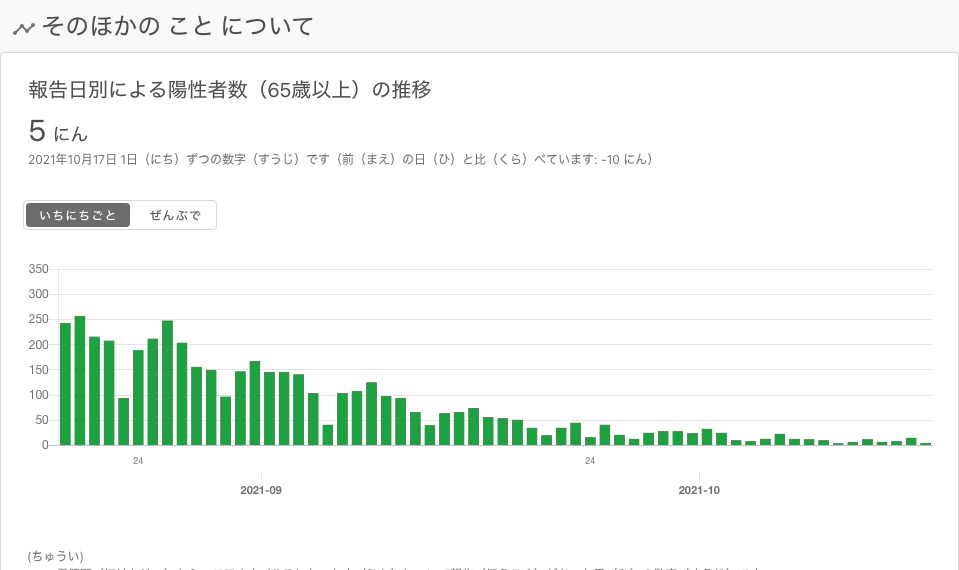 そのほかの こと について
報告日別による陽性者数（65歳以上）の推移
5 にん
2021年10月17日 1日（にち）ずつの数字（すうじ）です（前（まえ）の日（ひ）と比（くら）べています: -10 にん）
いちにちごと ぜんぶで
350
300
250
200
150
100
50
0
24 24
2021-09 2021-10
(ちゅうい)